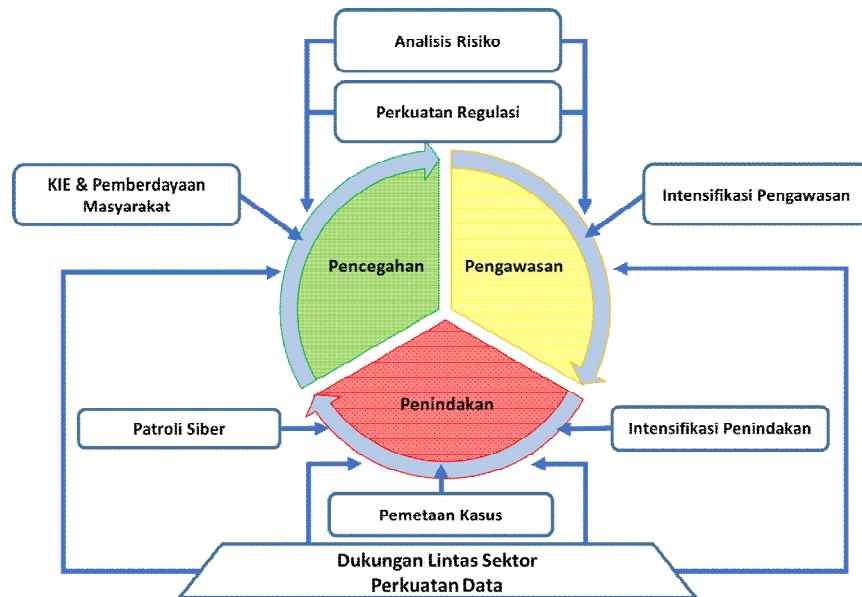 Analisis Risiko
Perkuatan Regulasi
KIE & Pemberdayaan
Masyarakat
Intensifikasi Pengawasan
Pencegahan
Pengawasan
Penindakan
Patroli Siber
Intensifikasi Penindakan
Pemetaan Kasus
Dukungan Lintas Sektor
Perkuatan Data